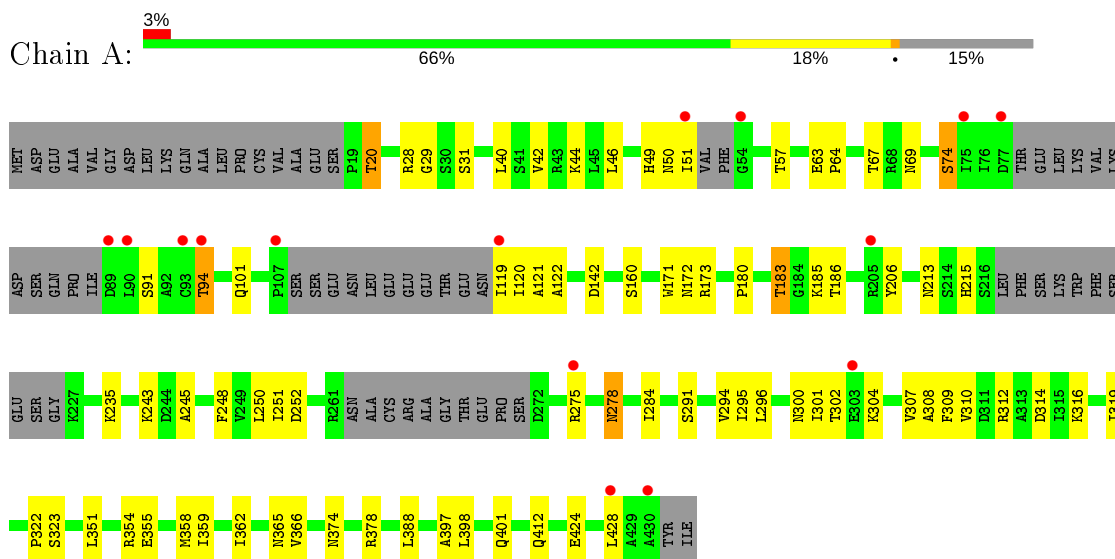 3%
Chain A:
66% 18% • 15%
MET ASP GLU ALA VAL GLY ASP LEU LYS GLN ALA LEU PRO CYS VAL ALA GLU SER P19 T20 R28 G29 S30 S31 L40 S41 V42 R43 K44 L45 L46 H49 N50 I51 VAL PHE G54 T57 E63 P64 T67 R68 N69 S74 I75 I76 D77 THR GLU LEU LYS VAL LYS
ASP SER GLN PRO ILE D89 L90 S91 A92 C93 T94 Q101 P107 SER SER GLU ASN LEU GLU GLU GLU THR GLU ASN I119 I120 A121 A122 D142 S160 W171 N172 R173 P180 T183 G184 K185 T186 R205 Y206 N213 S214 H215 S216 LEU PHE SER LYS TRP PHE SER
GLU SER GLY K227 K235 K243 D244 A245 F248 V249 L250 I251 D252 R261 ASN ALA CYS ARG ALA GLY THR GLU PRO SER D272 R275 N278 I284 S291 V294 I295 L296 N300 I301 T302 E303 K304 V307 A308 F309 V310 D311 R312 A313 D314 I315 K316
P322 S323 L351 R354 E355 M358 I359 I362 N365 V366 N374 R378 L388 A397 L398 Q401 Q412 E424 L428 A429 A430 TYR ILE